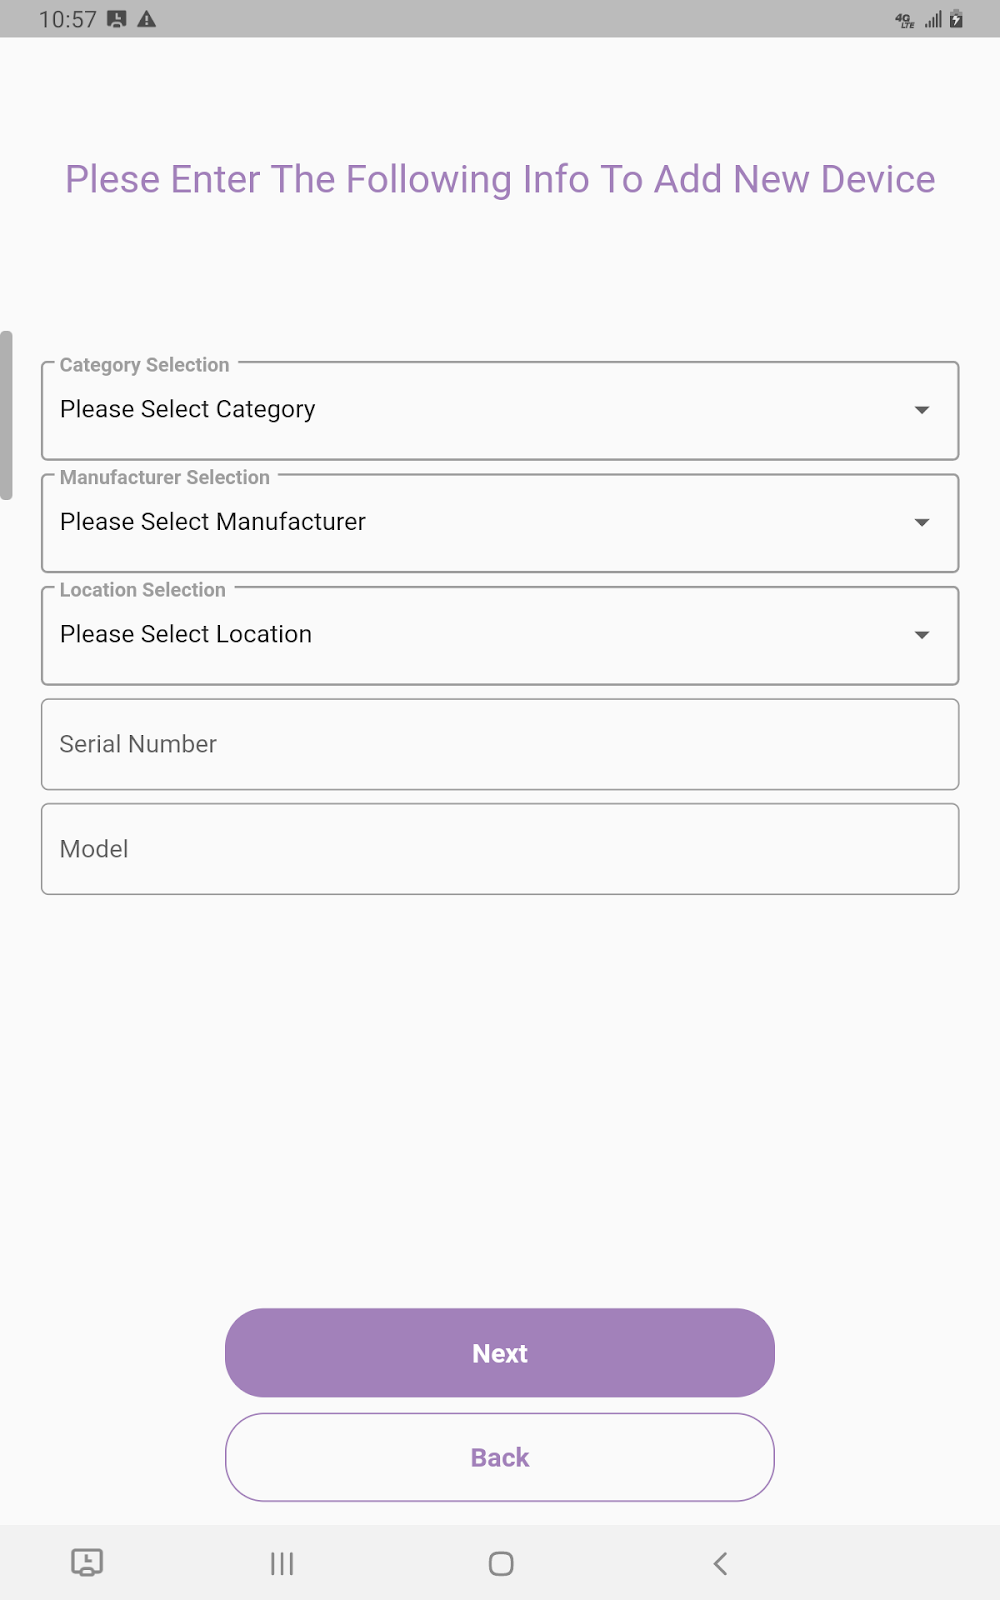 10:57
4G
LTE
Plese Enter The Following Info To Add New Device
Category Selection
Please Select Category
Manufacturer Selection
Please Select Manufacturer
Location Selection
Please Select Location
Serial Number
Model
Next
Back